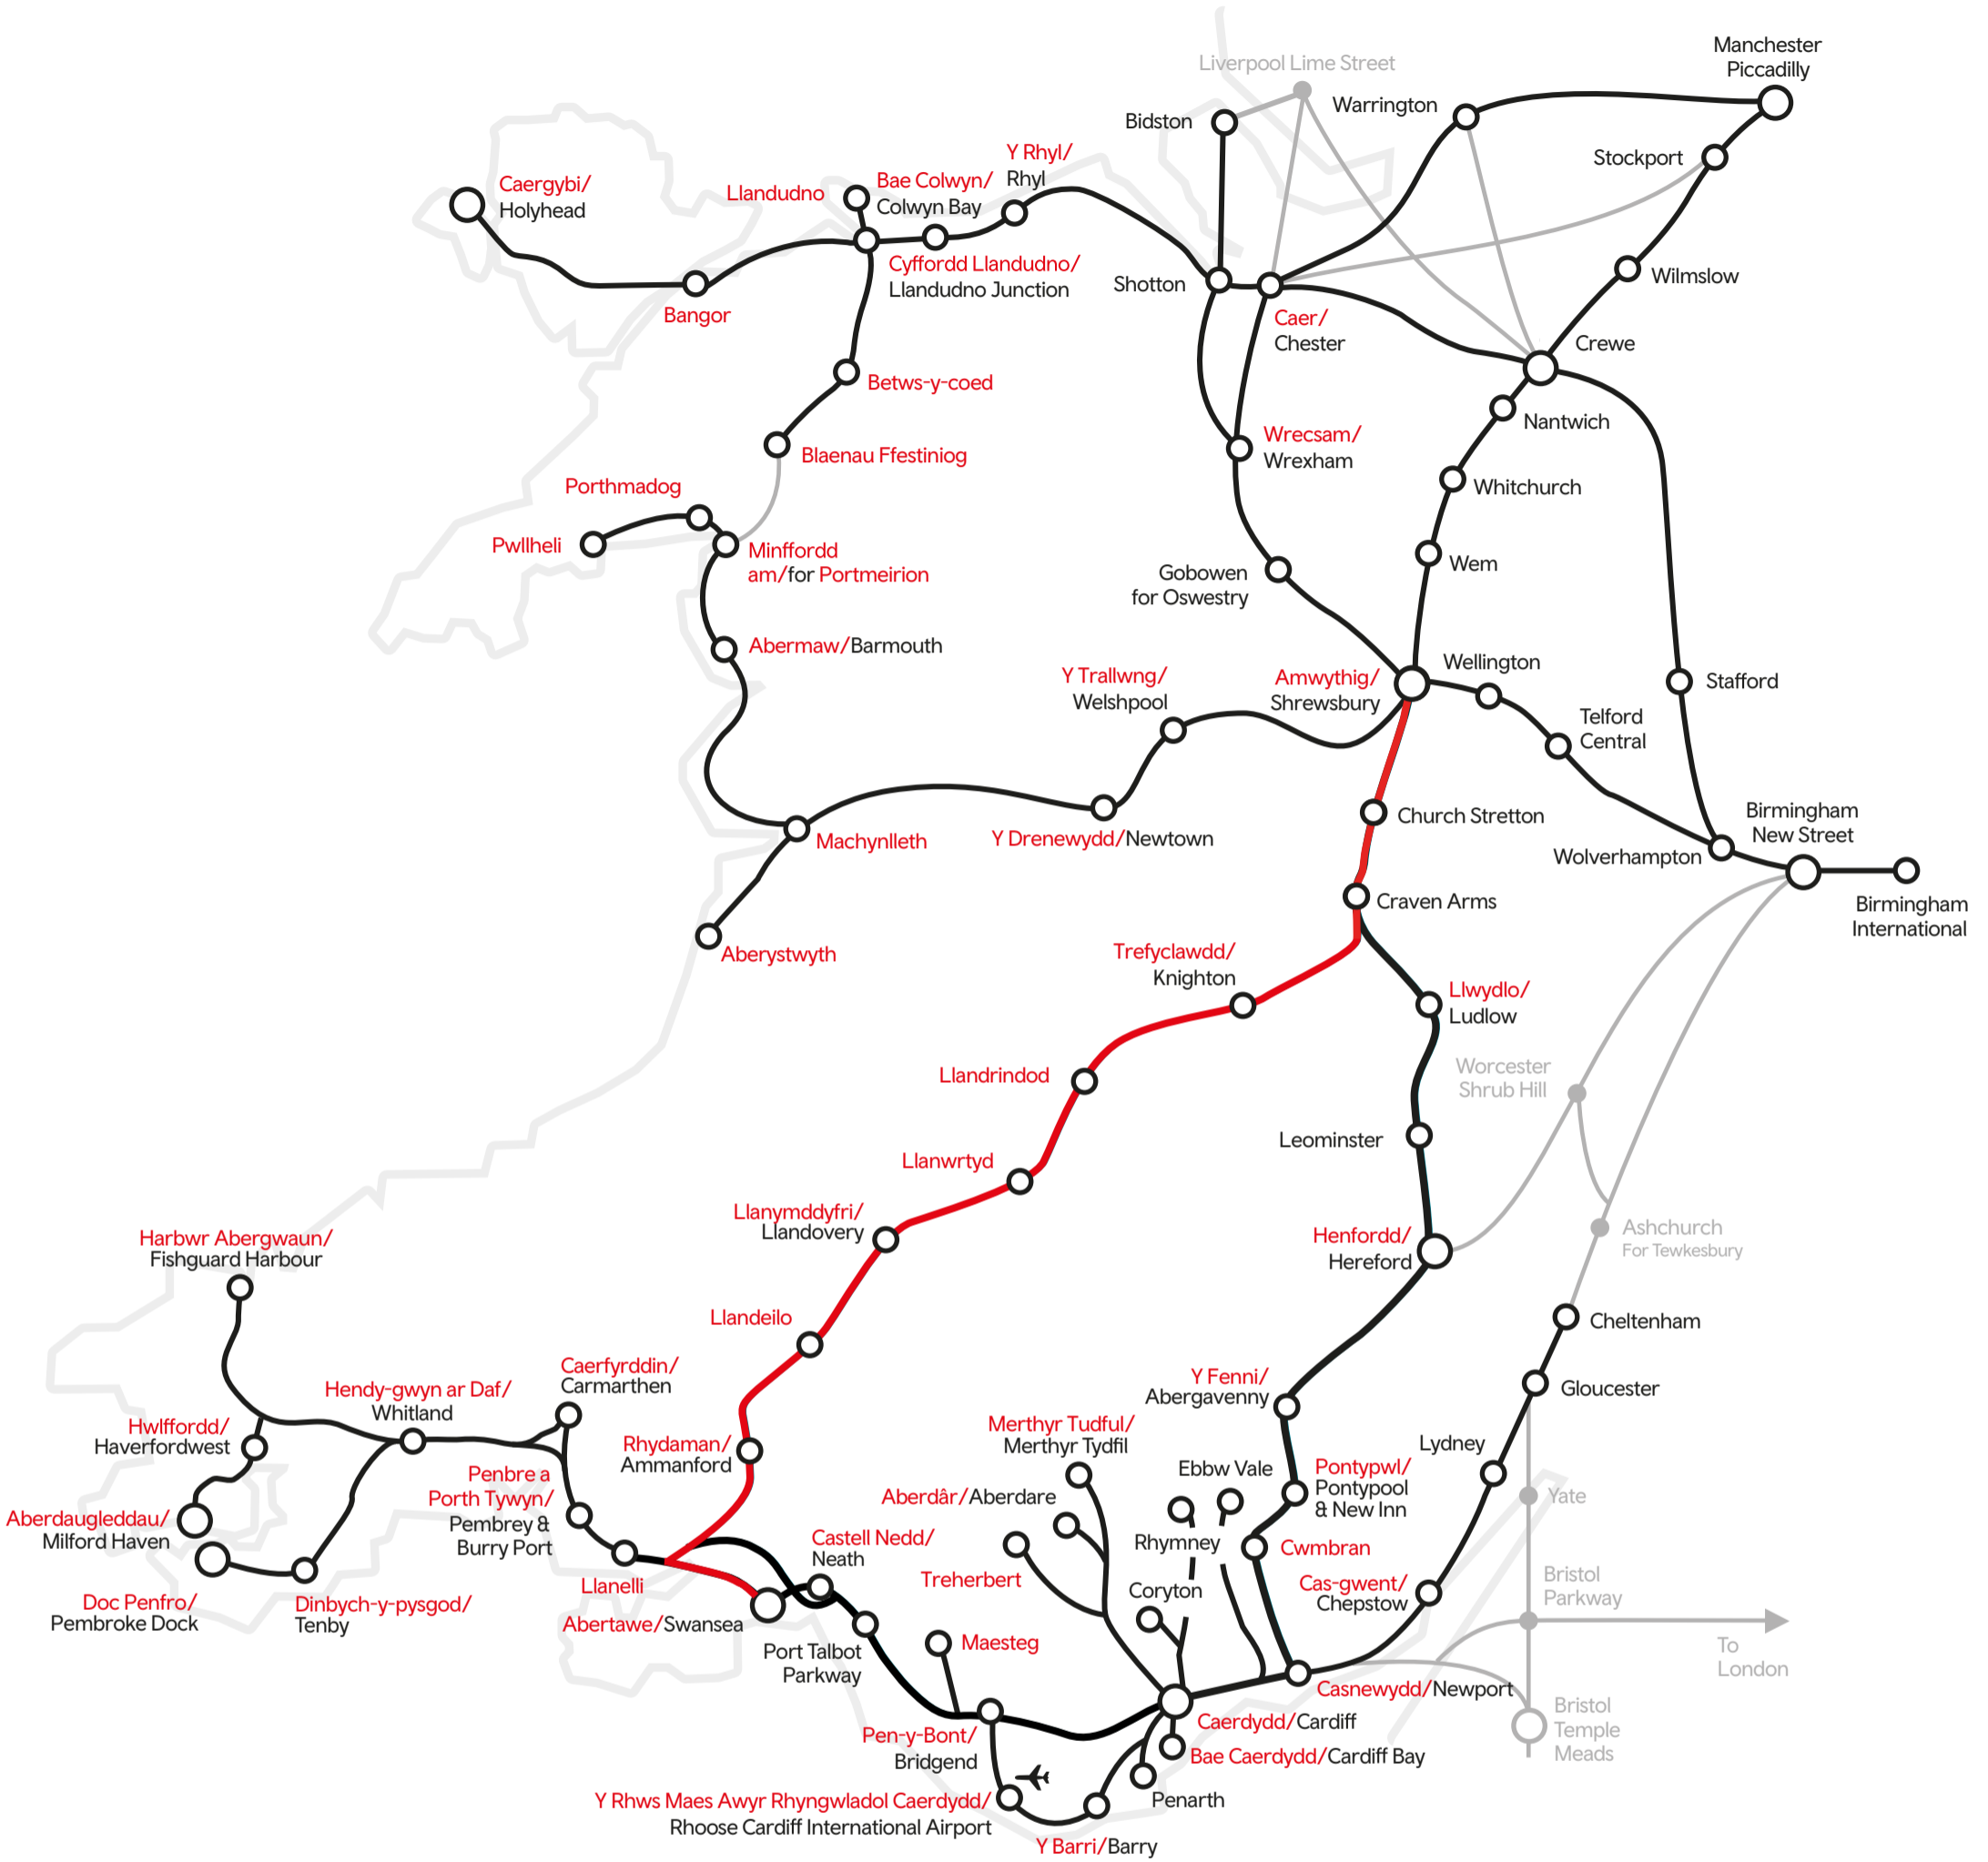 Liverpool Lime Street
Manchester
Piccadilly
Warrington
Bidston
Stockport
Y Rhyl/
Rhyl
Caergybi/
Holyhead
Llandudno
Bae Colwyn/
Colwyn Bay
Cyffordd Llandudno/
Llandudno Junction
Shotton
Wilmslow
Bangor
Caer/
Chester
Crewe
Betws-y-coed
Nantwich
Blaenau Ffestiniog
Wrecsam/
Wrexham
Porthmadog
Whitchurch
Pwllheli
Minffordd
am/for Portmeirion
Wem
Gobowen
for Oswestry
Abermaw/Barmouth
Y Trallwng/
Welshpool
Amwythig/
Shrewsbury
Wellington
Stafford
Telford
Central
Church Stretton
Birmingham
New Street
Machynlleth
Y Drenewydd/Newtown
Wolverhampton
Craven Arms
Birmingham
International
Aberystwyth
Trefyclawdd/
Knighton
Llwydlo/
Ludlow
Llandrindod
Worcester
Shrub Hill
Leominster
Llanwrtyd
Llanymddyfri/
Llandovery
Harbwr Abergwaun/
Fishguard Harbour
Henfordd/
Hereford
Ashchurch
For Tewkesbury
Llandeilo
Cheltenham
Caerfyrddin/
Carmarthen
Hendy-gwyn ar Daf/
Whitland
Y Fenni/
Abergavenny
Gloucester
Hwlffordd/
Haverfordwest
Rhydaman/
Ammanford
Merthyr Tudful/
Merthyr Tydfil
Lydney
Penbre a
Porth Tywyn/
Pembrey &
Burry Port
Ebbw Vale
Pontypwl/
Pontypool
& New Inn
Aberdâr/Aberdare
Yate
Aberdaugleddau/
Milford Haven
Castell Nedd/
Neath
Rhymney
Cwmbran
Treherbert
Llanelli
Coryton
Cas-gwent/
Chepstow
Bristol
Parkway
Doc Penfro/
Pembroke Dock
Dinbych-y-pysgod/
Tenby
Abertawe/Swansea
Maesteg
Port Talbot
Parkway
To
London
Casnewydd/Newport
Bristol
Temple
Meads
Caerdydd/Cardiff
Pen-y-Bont/
Bridgend
Bae Caerdydd/Cardiff Bay
Y Rhws Maes Awyr Rhyngwladol Caerdydd/
Rhoose Cardiff International Airport
Penarth
Y Barri/Barry